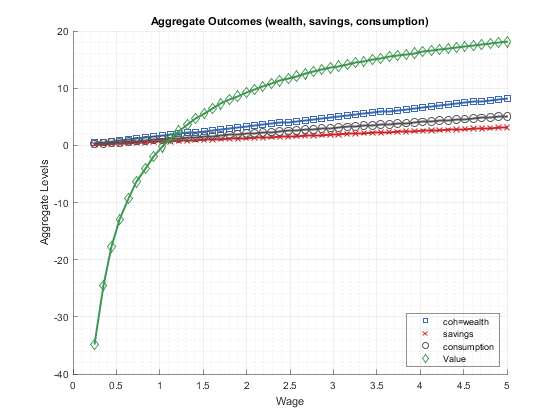 Aggregate Outcomes (wealth, savings, consumption)
20
10
0
-10
-20
-30
-40
Aggregate Levels
0
0.5
1
1.5
2
2.5
3
3.5
4
4.5
5
Wage
coh=wealth
savings
consumption
Value